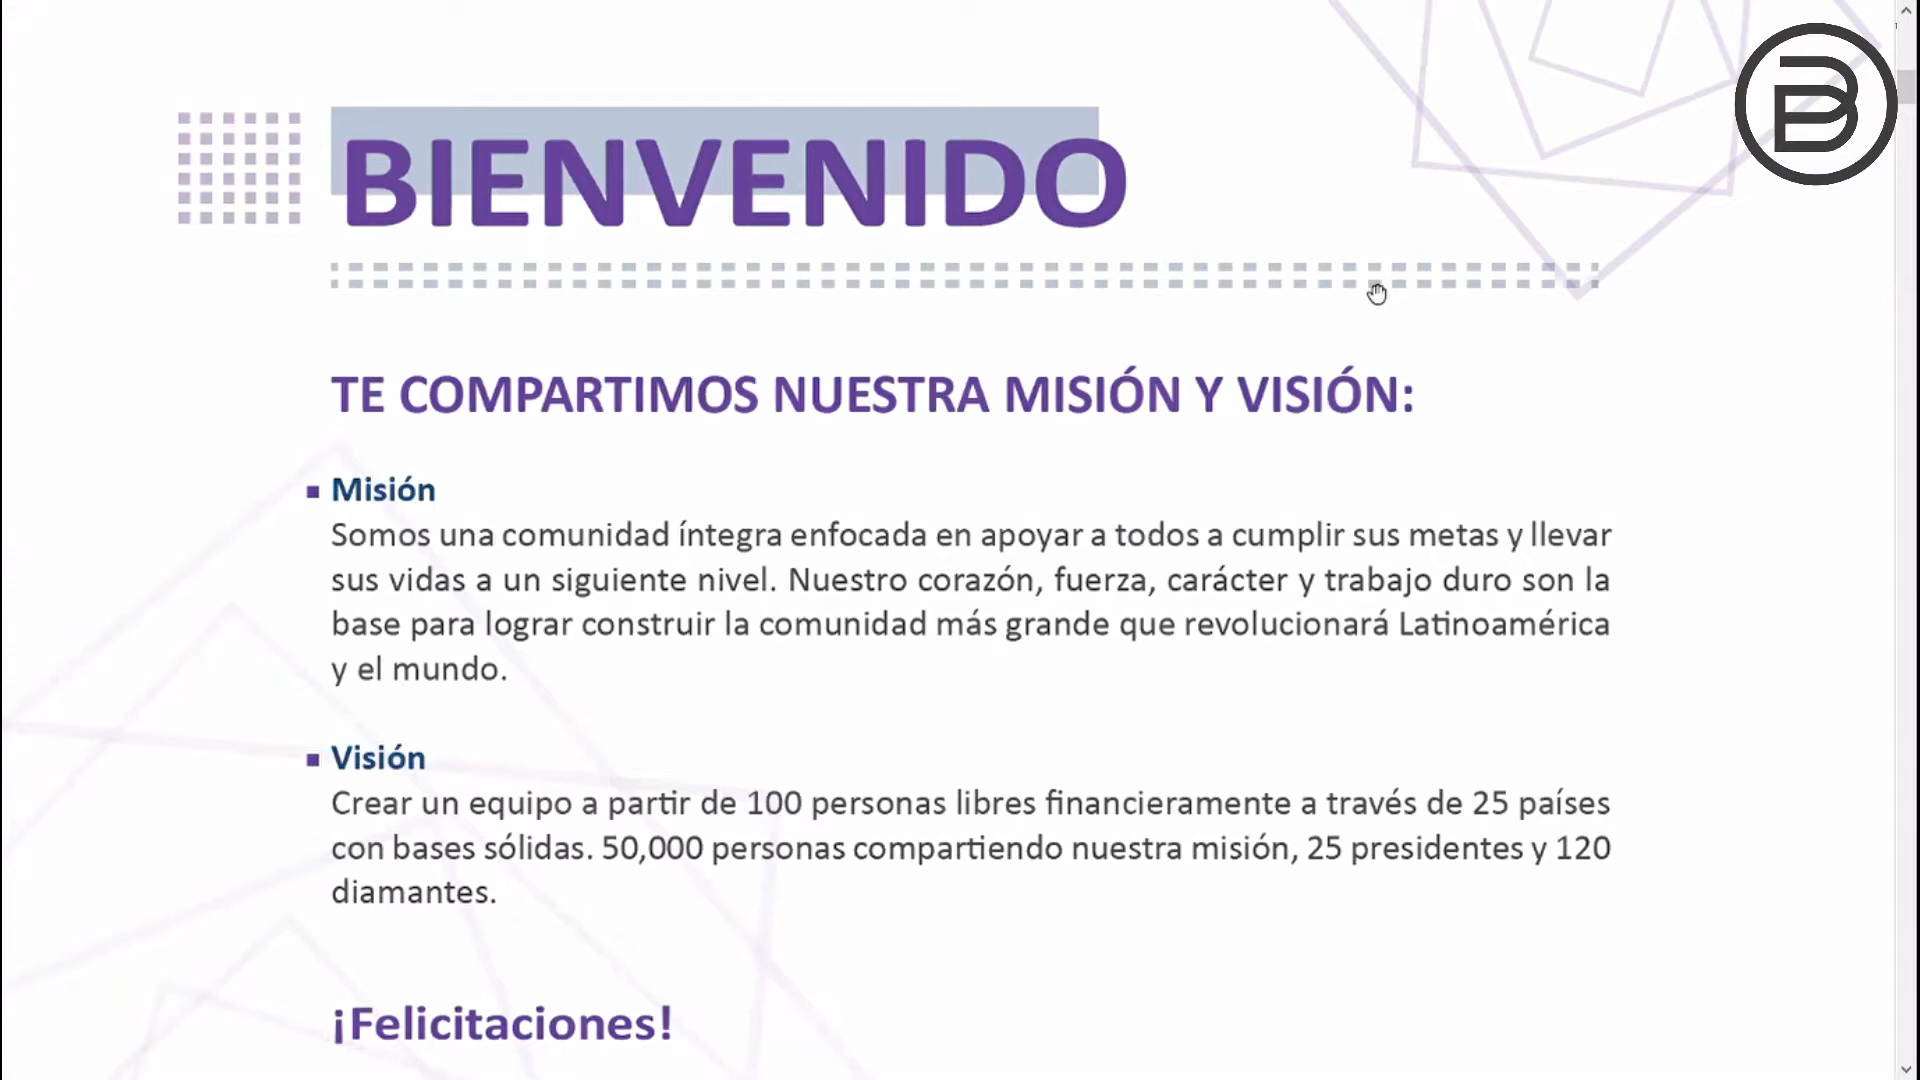 BIENVENIDO
TE COMPARTIMOS NUESTRA MISIÓN Y VISIÓN:
Misión
Somos una comunidad íntegra enfocada en apoyar a todos a cumplir sus metas y llevar
sus vidas a un siguiente nivel. Nuestro corazón, fuerza, carácter y trabajo duro son la
base para lograr construir la comunidad más grande que revolucionará Latinoamérica
y el mundo.
Visión
Crear un equipo a partir de 100 personas libres financieramente a través de 25 países
con bases sólidas. 50,000 personas compartiendo nuestra misión, 25 presidentes y 120
diamantes.
¡Felicitaciones!